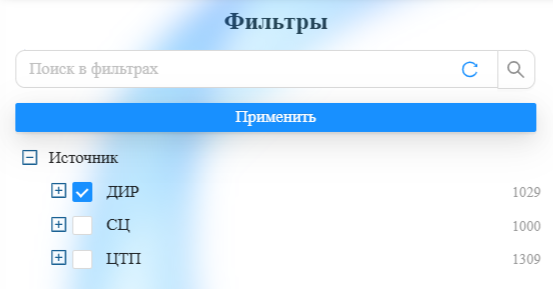 Фильтры
Поиск в фильтрах
Применить
Источник
ДИР 1029
СЦ 1000
ЦТП 1309